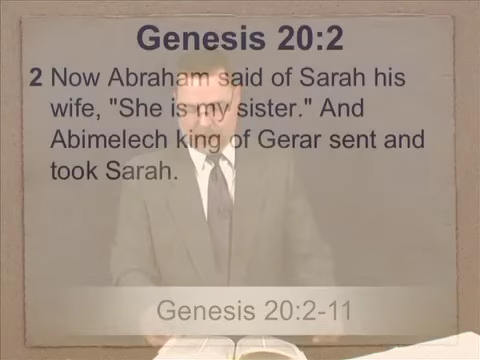 Genesis 20:2
2 Now Abraham said of Sarah his
wife, "She is my sister." And
Abimelech king of Gerar sent and
took Sarah.
Genesis 20:2-11